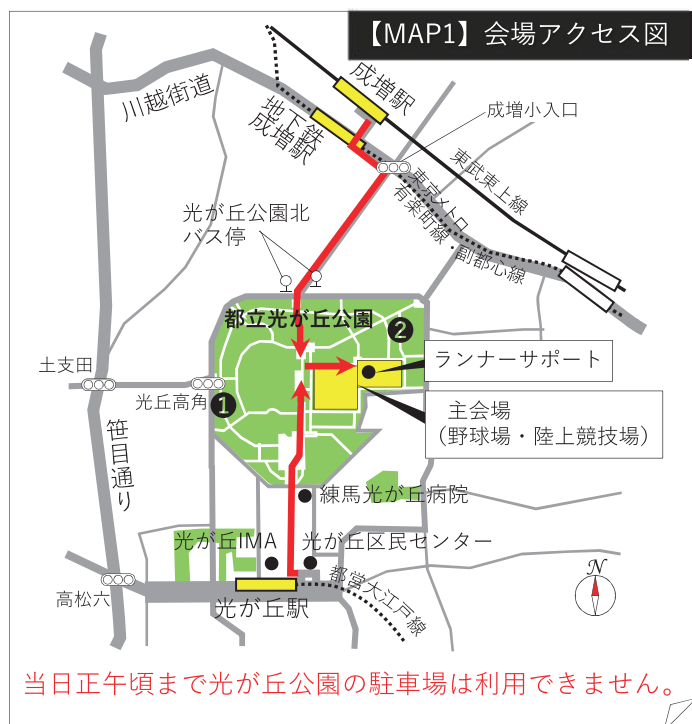 【MAP1】会場アクセス図
成増駅
川越街道
地下鉄
成増駅
成増小入口
東武東上線
東京メトロ
有楽町線・副都心線
光が丘公園北
バス停
都立光が丘公園
❷
ランナーサポート
土支田
光丘高角
❶
主会場
（野球場・陸上競技場）
笹目通り
練馬光が丘病院
光が丘IMA
光が丘区民センター
高松六
光が丘駅
都営大江戸線
N
当日正午頃まで光が丘公園の駐車場は利用できません。